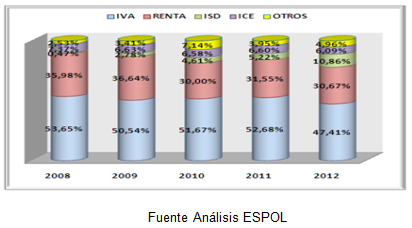 IVA RENTA ISD ICE OTROS
3,41% 7,14% 3,95% 4,96%
6,63% 6,58% 6,60% 6,09%
0,47% 2,78% 4,61% 5,22% 10,86%
35,98% 36,64% 30,00% 31,55% 30,67%
53,65% 50,54% 51,67% 52,68% 47,41%
2008 2009 2010 2011 2012
Fuente Análisis ESPOL